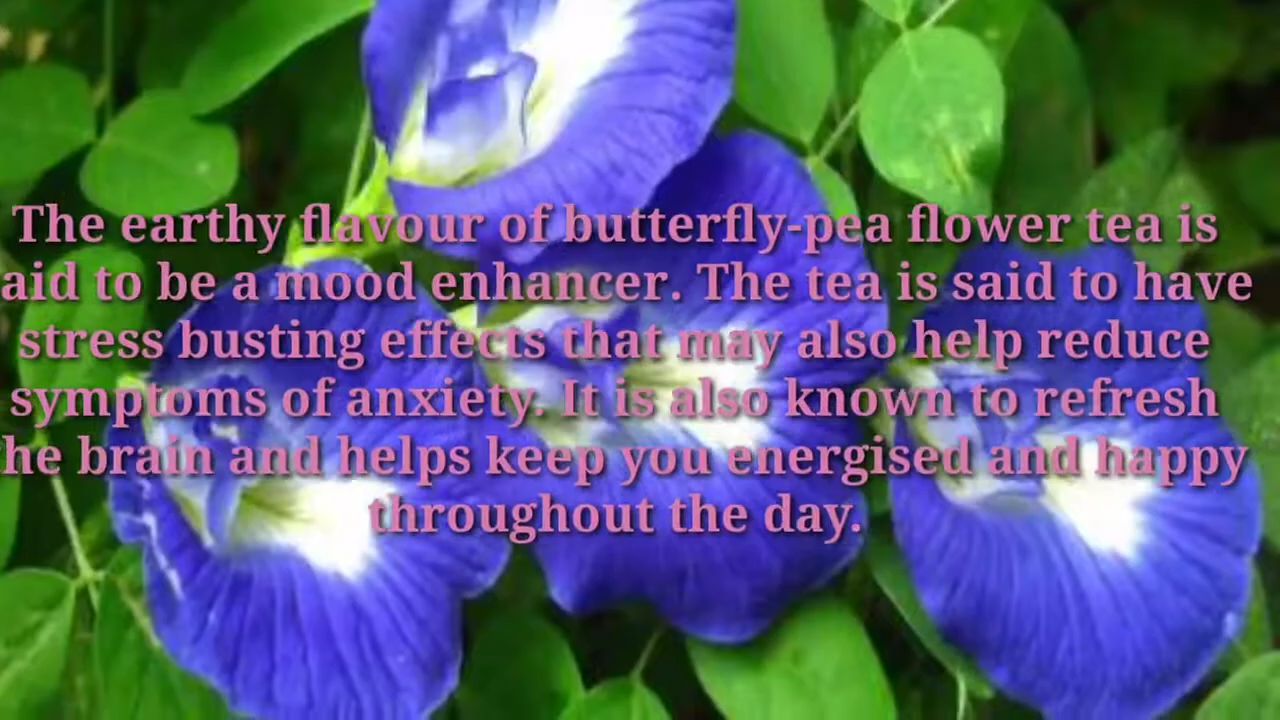 The earthy flavour of butterfly-pea flower tea is
aid to be a mood enhancer. The tea is said to have
stress busting effects that may also help reduce
symptoms of anxiety. It is also known to refresh
he brain and helps keep you energised and happy
throughout the day.